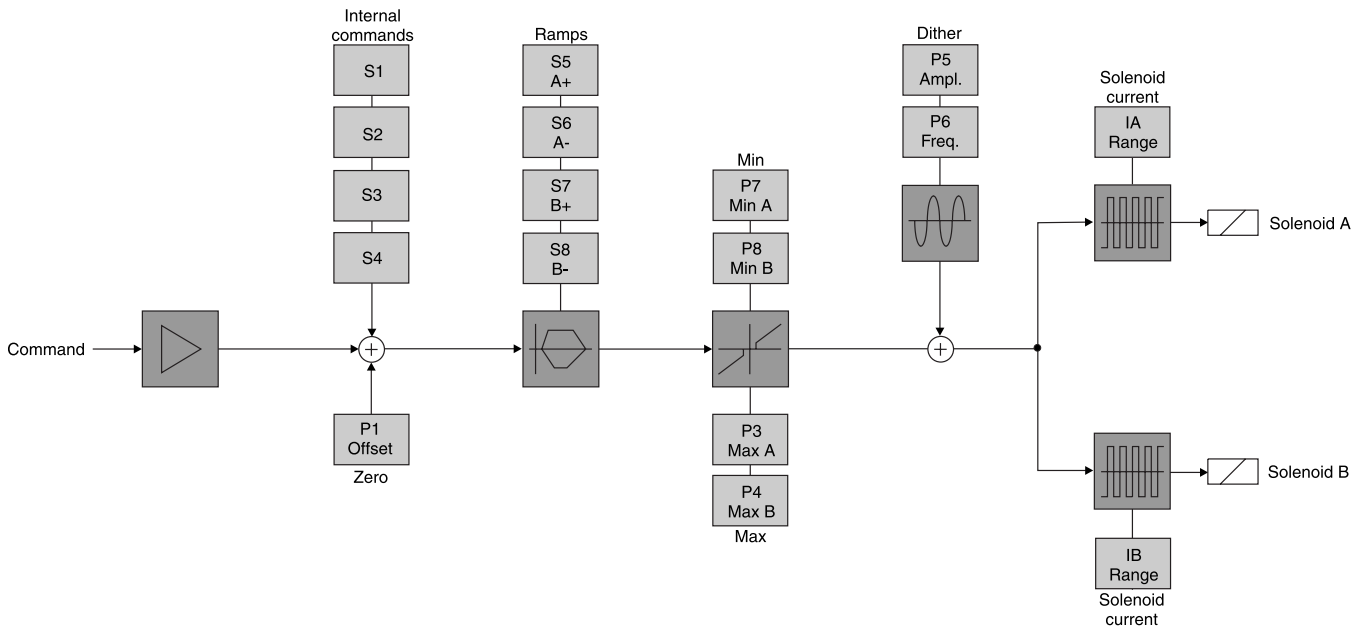 Internal
commands
S1
S2
S3
S4
Ramps
S5
A+
S6
A-
S7
B+
S8
B-
Min
P7
Min A
P8
Min B
Dither
P5
Ampl.
P6
Freq.
Solenoid
current
IA
Range
Solenoid A
Command
+
+
P1
Offset
Zero
P3
Max A
P4
Max B
Max
Solenoid B
IB
Range
Solenoid
current